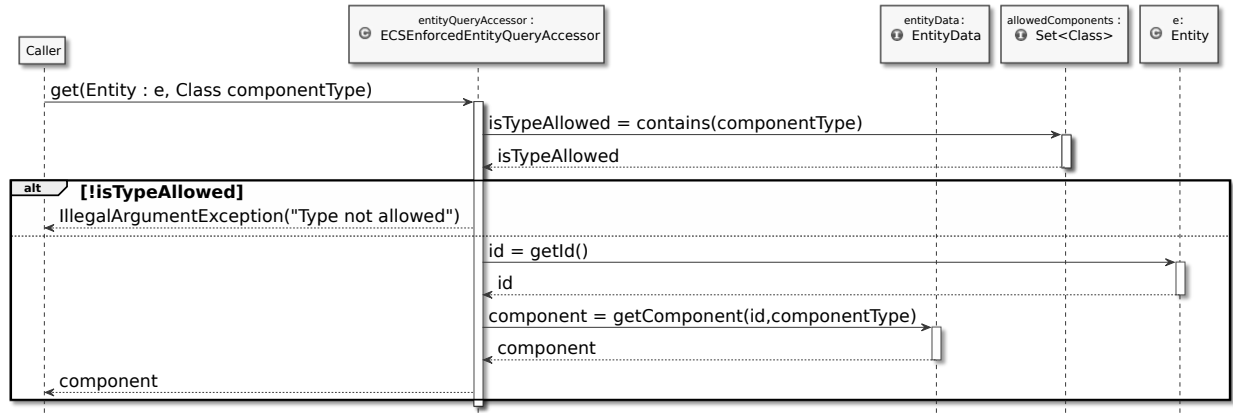 entityQueryAccessor :
C ECSEnforcedEntityQueryAccessor
entityData:
I EntityData
allowedComponents :
I Set<Class>
e:
C Entity
Caller
get(Entity : e, Class componentType)
isTypeAllowed = contains(componentType)
isTypeAllowed
alt [!isTypeAllowed]
IllegalArgumentException("Type not allowed")
id = getId()
id
component = getComponent(id,componentType)
component
component